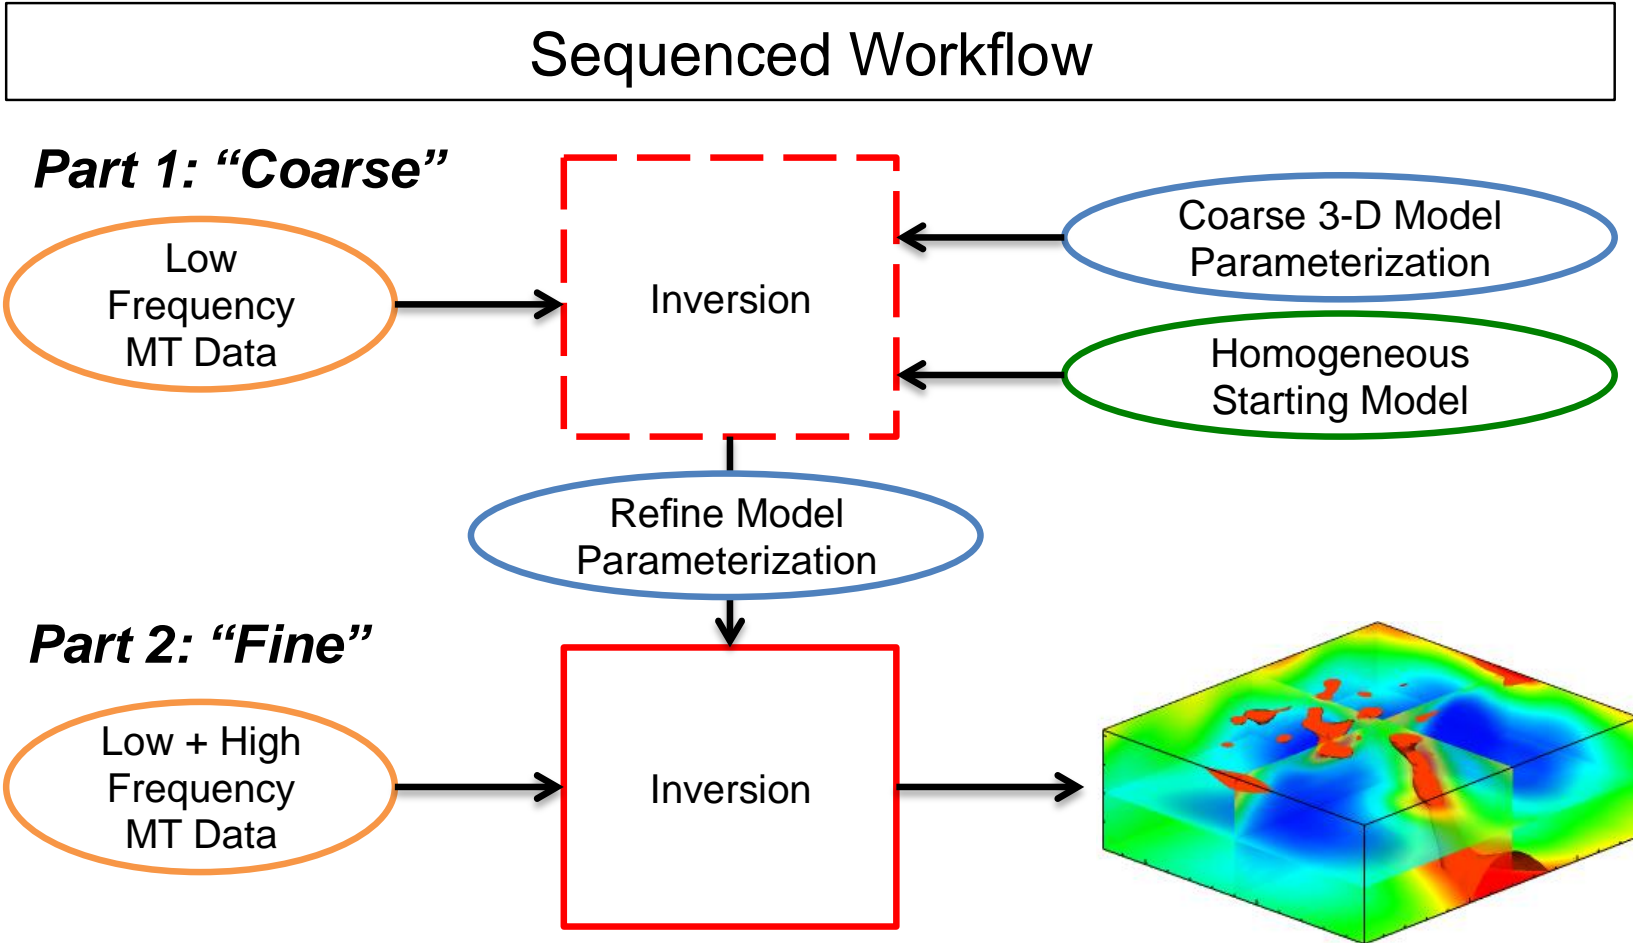 Sequenced Workflow
Part 1: “Coarse”
Low
Frequency
MT Data
Inversion
Coarse 3-D Model
Parameterization
Homogeneous
Starting Model
Refine Model
Parameterization
Part 2: “Fine”
Low + High
Frequency
MT Data
Inversion